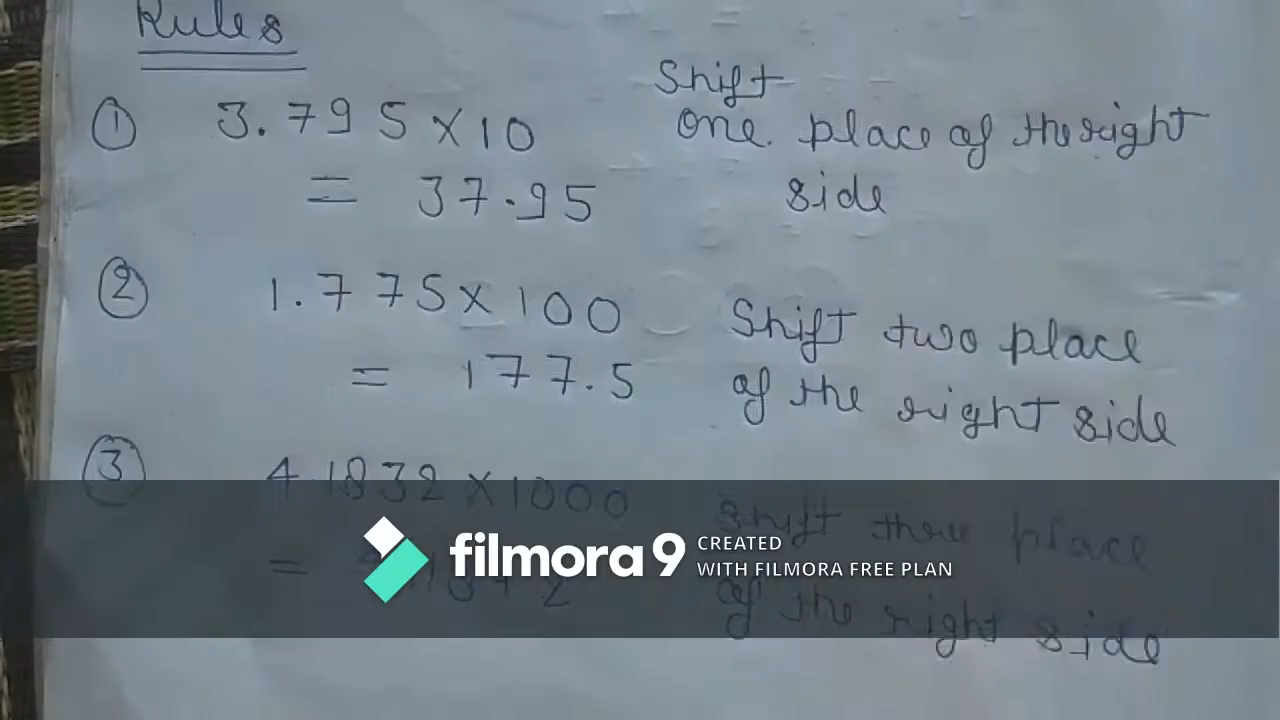 Rules
① 3.795 × 10
= 37.95
Shift
one place of the right
side
② 1.775 × 100
= 177.5
Shift two place
of the right side
③ 4.1832 × 1000
=
Shift three place
of the right side
filmora 9
CREATED
WITH FILMORA FREE PLAN